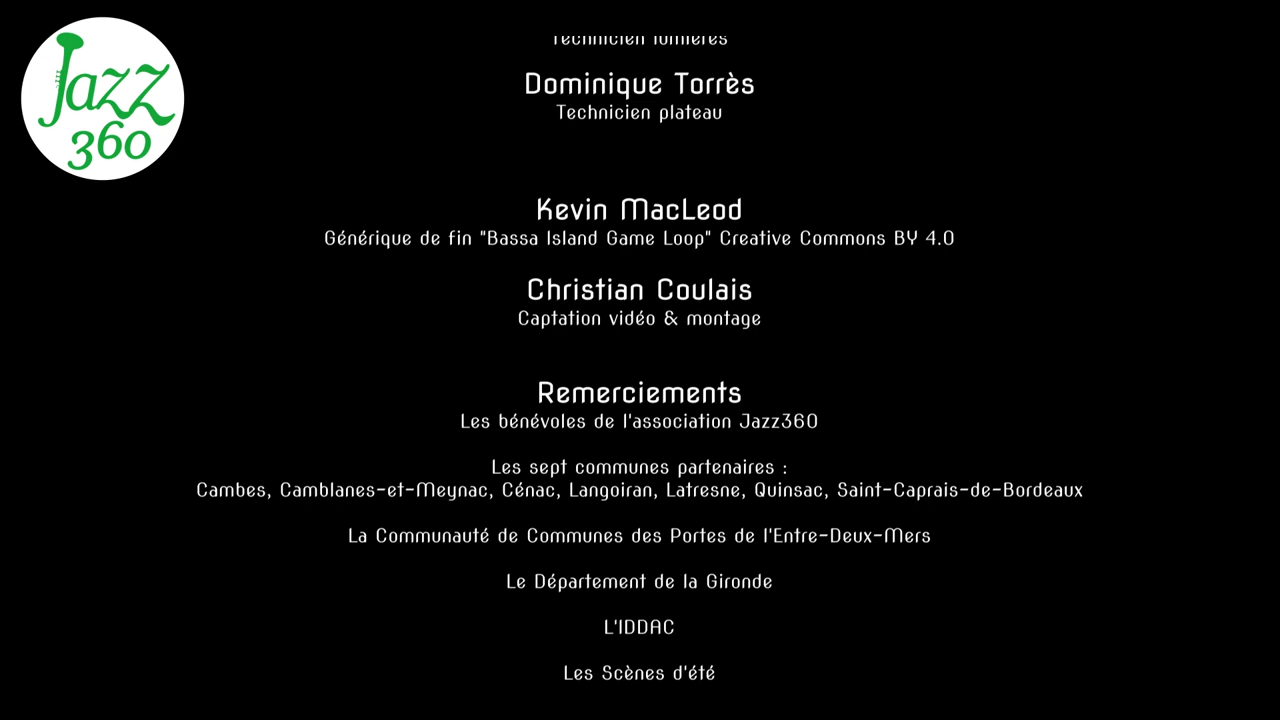 Jazz
360
Technicien lumières
Dominique Torrès
Technicien plateau
Kevin MacLeod
Générique de fin "Bassa Island Game Loop" Creative Commons BY 4.0
Christian Coulais
Captation vidéo & montage
Remerciements
Les bénévoles de l'association Jazz360
Les sept communes partenaires :
Cambes, Camblanes-et-Meynac, Cénac, Langoiran, Latresne, Quinsac, Saint-Caprais-de-Bordeaux
La Communauté de Communes des Portes de l'Entre-Deux-Mers
Le Département de la Gironde
L'IDDAC
Les Scènes d'été